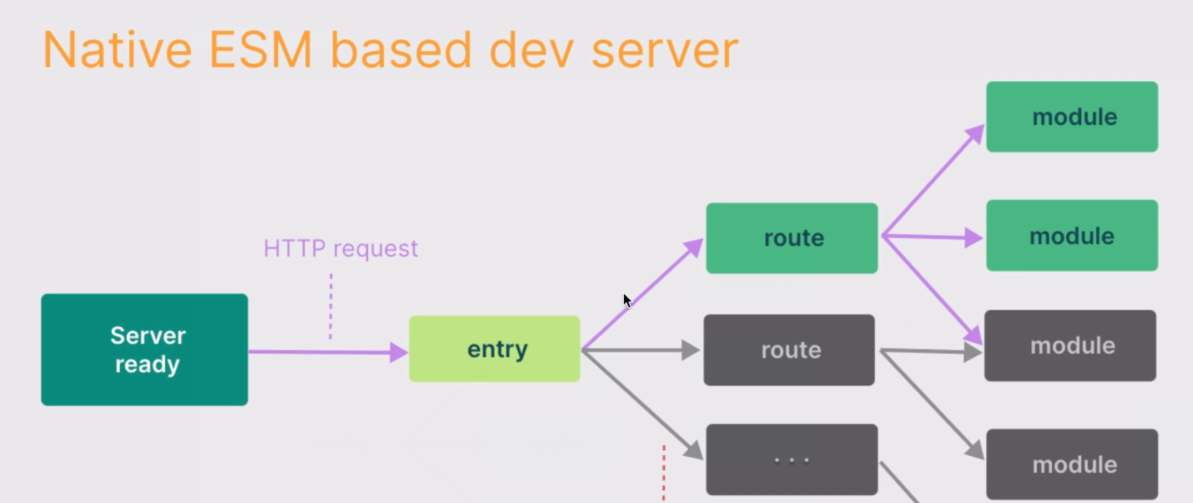 Native ESM based dev server
module
HTTP request
route
module
Server
ready
entry
route
module
...
module